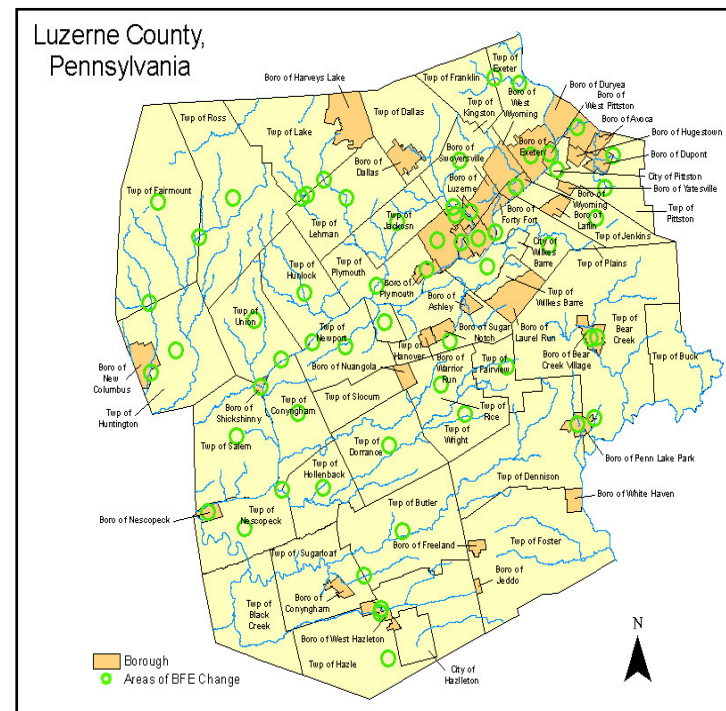 Luzerne County,
Pennsylvania
Boro of Harveys Lake
Twp of
Exeter
Twp of Franklin
Boro of
West
Wyoming
Boro of Duryea
Boro of
West Pittston
Boro of Avoca
Boro of Hugestown
Boro of Dupont
City of Pittston
Boro of Yatesville
Twp of
Kingston
Twp of Dallas
Twp of Ross
Twp of Lake
Boro of
Dallas
Boro of
Swoyersville
Boro of
Exeter
Boro of
Luzerne
Boro of
Wyoming
Boro of
Laflin
Twp of
Pittston
Twp of Fairmount
Twp of
Jackosn
Boro of
Forty Fort
Twp of
Lehman
Twp of Jenkins
City of
Wilkes
Barre
Twp of Plains
Twp of
Plymouth
Twp of
Hunlock
Boro of
Plymouth
Boro of
Ashley
Twp of
Wilkes Barre
Twp of
Union
Twp of
Newport
Twp of
Hanover
Boro of Sugar
Notch
Boro of
Laurel Run
Twp of
Bear
Creek
Twp of Buck
Boro of
New
Columbus
Boro of Nuangola
Boro of
Warrior
Run
Twp of
Fairview
Boro of Bear
Creek Village
Twp of
Huntington
Boro of
Shickshinny
Twp of
Conyngham
Twp of Slocum
Twp of
Rice
Twp of
Wright
Twp of Salem
Twp of
Dorrance
Boro of Penn Lake Park
Twp of
Hollenback
Twp of Dennison
Boro of White Haven
Boro of Nescopeck
Twp of
Nescopeck
Twp of Butler
Twp of Sugarloaf
Boro of Freeland
Twp of Foster
Boro of
Jeddo
Boro of
Conyngham
Twp of
Black
Creek
Boro of West Hazleton
Twp of Hazle
City of
Hazlleton
N
Borough
Areas of BFE Change